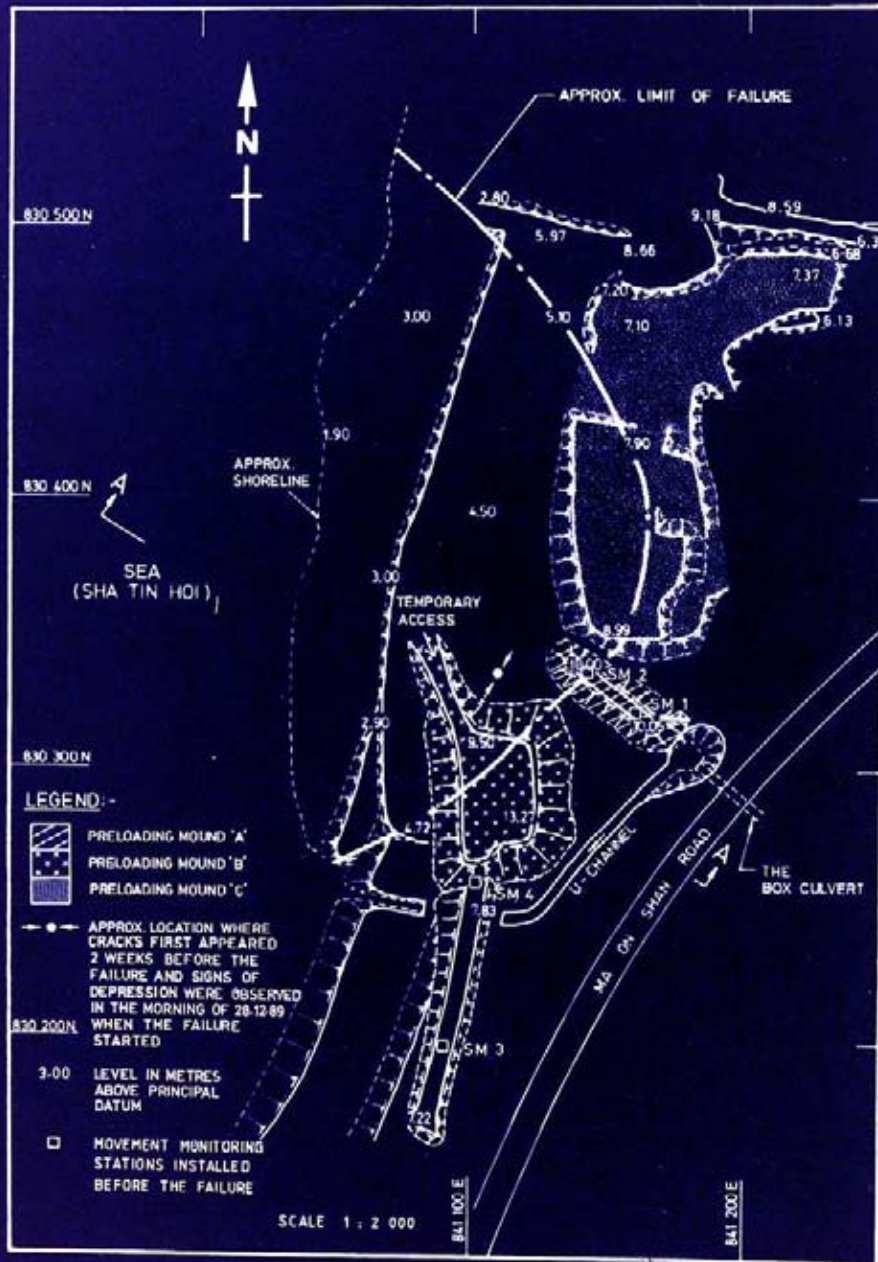 APPROX. LIMIT OF FAILURE
N
830 500 N
2.80
5.97
8.66
9.18
8.59
6.3
6.68
7.37
7.20
7.10
6.13
5.10
3.00
1.90
7.90
APPROX.
SHORELINE
830 400 N
A
4.50
SEA
(SHA TIN HOI)
3.00
TEMPORARY
ACCESS
8.99
SM 2
SM 1
2.90
9.50
830 300 N
13.27
4.72
U-CHANNEL
MA ON SHAN ROAD
A
THE
BOX CULVERT
SM 4
7.83
SM 3
7.22
LEGEND:-
PRELOADING MOUND 'A'
PRELOADING MOUND 'B'
PRELOADING MOUND 'C'
APPROX. LOCATION WHERE
CRACKS FIRST APPEARED
2 WEEKS BEFORE THE
FAILURE AND SIGNS OF
DEPRESSION WERE OBSERVED
IN THE MORNING OF 28-12-89
WHEN THE FAILURE
STARTED
830 200N
3.00 LEVEL IN METRES
ABOVE PRINCIPAL
DATUM
MOVEMENT MONITORING
STATIONS INSTALLED
BEFORE THE FAILURE
SCALE 1 : 2 000
841 100 E
841 200 E